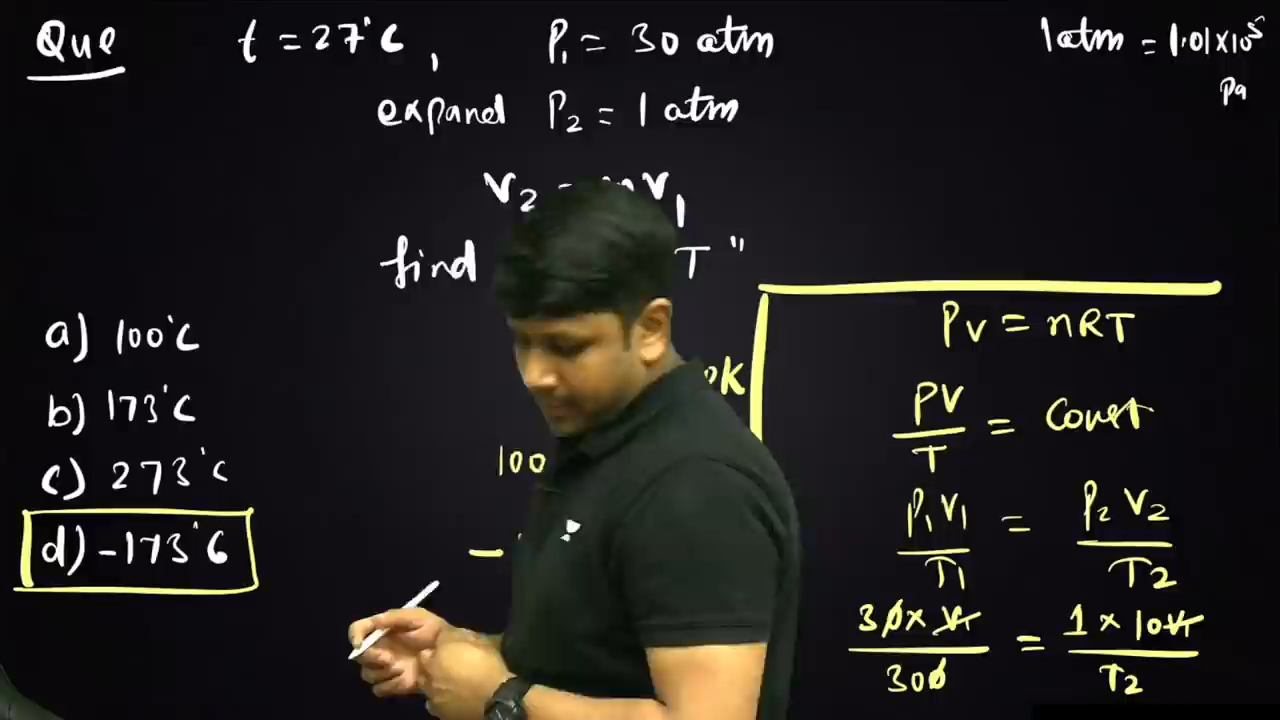 Que t = 27°C, P₁ = 30 atm 1atm = 1.01×10⁵ pa
expand P₂ = 1 atm
V₂ = V₁
find T "
a) 100°C
b) 173°C
c) 273°C
d) -173°C
100
PV = nRT
PV/T = Const
P₁V₁/T₁ = P₂V₂/T₂
30×V₁/300 = 1×10V₁/T₂